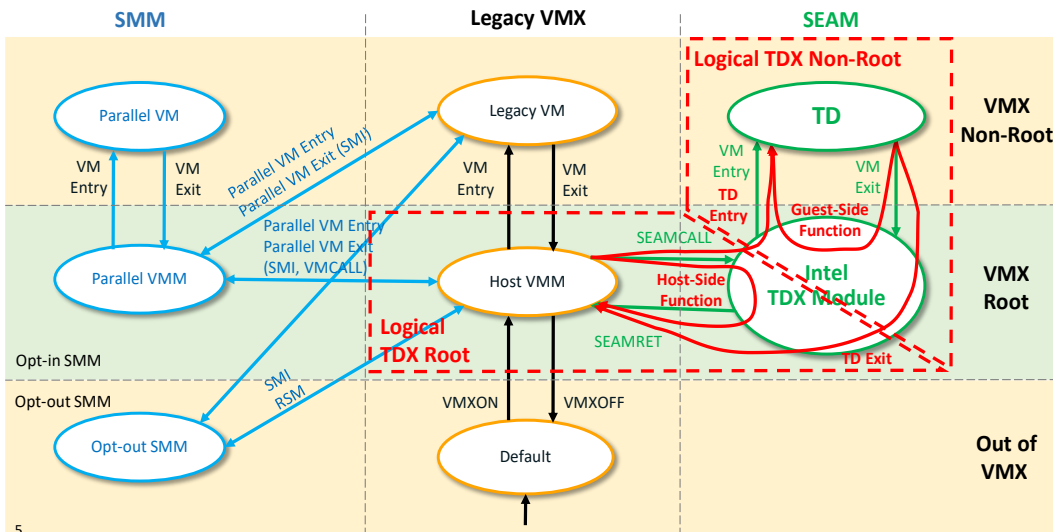 SMM
Legacy VMX
SEAM
Logical TDX Non-Root
Parallel VM
Legacy VM
TD
VMX
Non-Root
VM
Entry
VM
Exit
Parallel VM Entry
Parallel VM Exit (SMI)
VM
Entry
VM
Exit
VM
Entry
TD
Entry
VM
Exit
Guest-Side
Function
Parallel VM Entry
Parallel VM Exit
(SMI, VMCALL)
SEAMCALL
Parallel VMM
Host VMM
Host-Side
Function
Intel
TDX Module
VMX
Root
Logical
TDX Root
SEAMRET
TD Exit
Opt-in SMM
Opt-out SMM
SMI
RSM
VMXON
VMXOFF
Opt-out SMM
Default
Out of
VMX
5